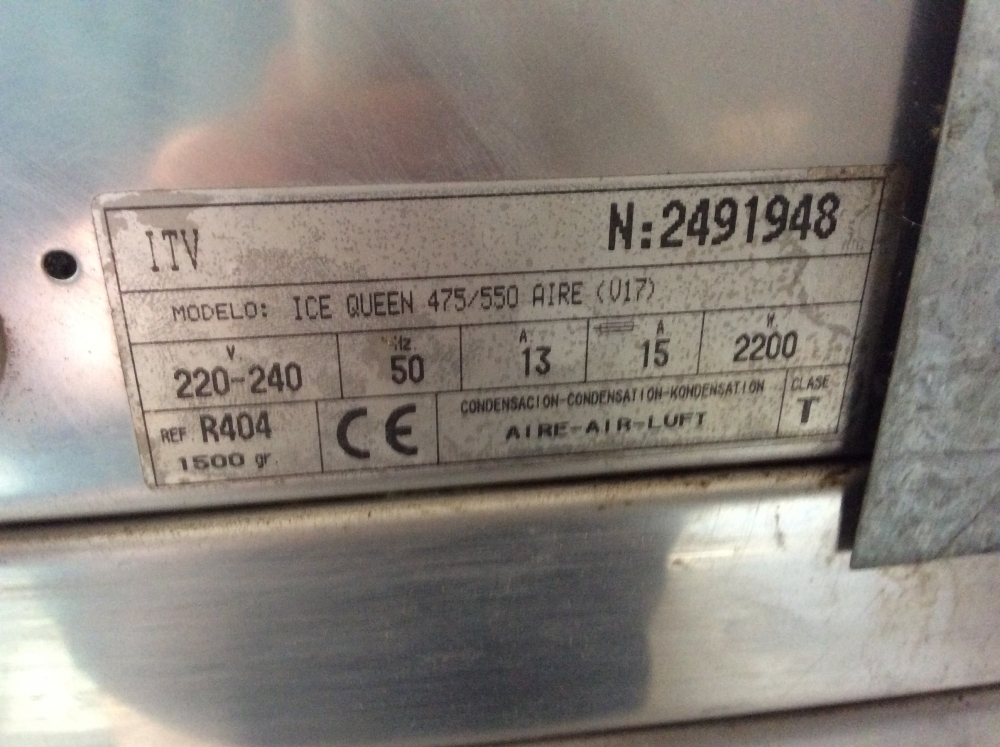 ITV N:2491948
MODELO: ICE QUEEN 475/550 AIRE (V17)
V Hz A A W
220-240 50 13 15 2200
REF R404 CE CONDENSACION-CONDENSATION-KONDENSATION CLASE
1500 gr. AIRE-AIR-LUFT T